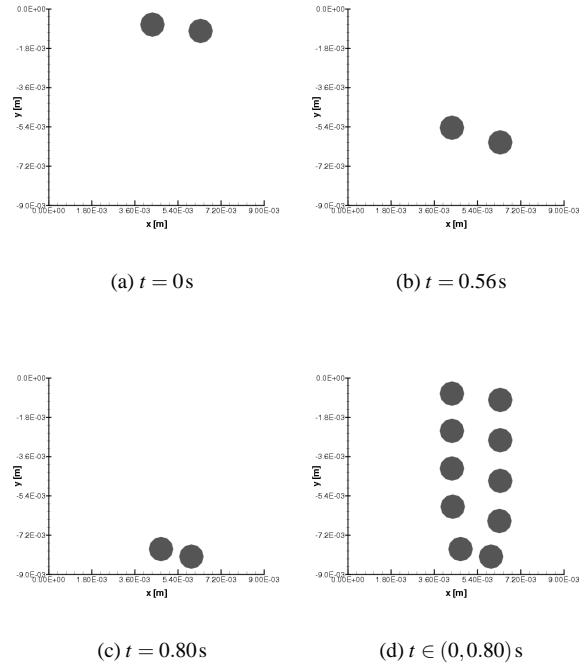 0.0E+00
-1.8E-03
-3.6E-03
-5.4E-03
-7.2E-03
-9.0E-03
y [m]
0.00E+00 1.80E-03 3.60E-03 5.40E-03 7.20E-03 9.00E-03
x [m]
(a) t = 0s
0.0E+00
-1.8E-03
-3.6E-03
-5.4E-03
-7.2E-03
-9.0E-03
y [m]
0.00E+00 1.80E-03 3.60E-03 5.40E-03 7.20E-03 9.00E-03
x [m]
(b) t = 0.56s
0.0E+00
-1.8E-03
-3.6E-03
-5.4E-03
-7.2E-03
-9.0E-03
y [m]
0.00E+00 1.80E-03 3.60E-03 5.40E-03 7.20E-03 9.00E-03
x [m]
(c) t = 0.80s
0.0E+00
-1.8E-03
-3.6E-03
-5.4E-03
-7.2E-03
-9.0E-03
y [m]
0.00E+00 1.80E-03 3.60E-03 5.40E-03 7.20E-03 9.00E-03
x [m]
(d) t ∈ (0,0.80)s